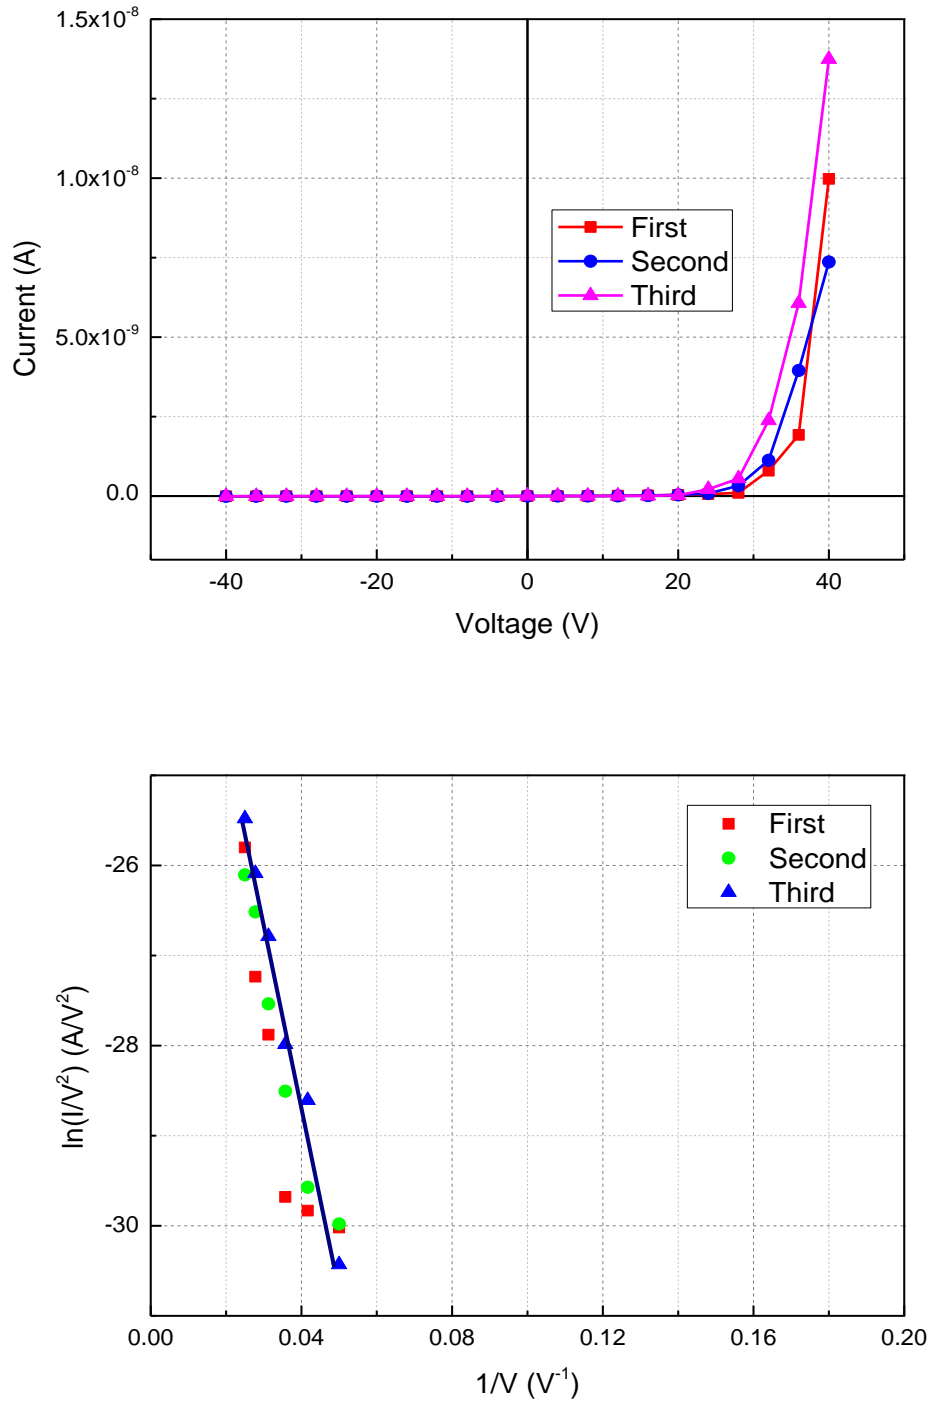 1.5x10⁻⁸
1.0x10⁻⁸
5.0x10⁻⁹
0.0
Current (A)
First
Second
Third
-40 -20 0 20 40
Voltage (V)
-26
-28
-30
ln(I/V²) (A/V²)
First
Second
Third
0.00 0.04 0.08 0.12 0.16 0.20
1/V (V⁻¹)